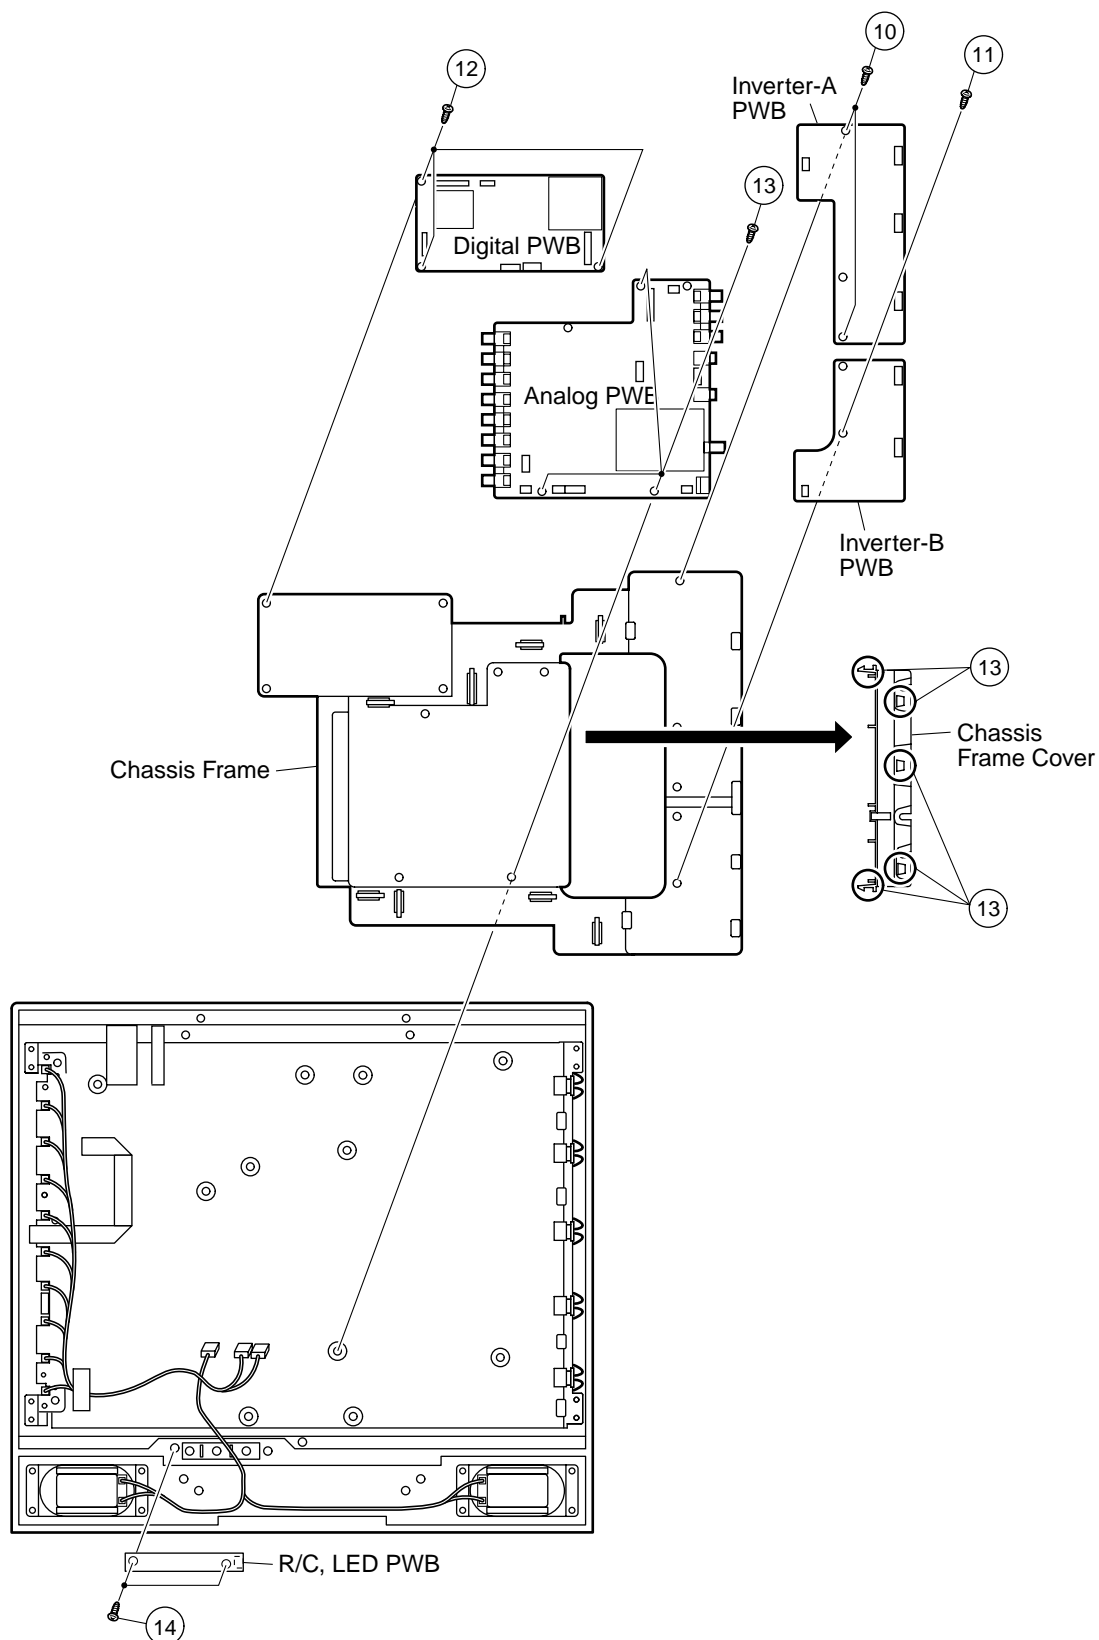 10
11
12
Inverter-A
PWB
13
Digital PWB
Analog PWB
Inverter-B
PWB
13
Chassis
Frame Cover
Chassis Frame
13
R/C, LED PWB
14